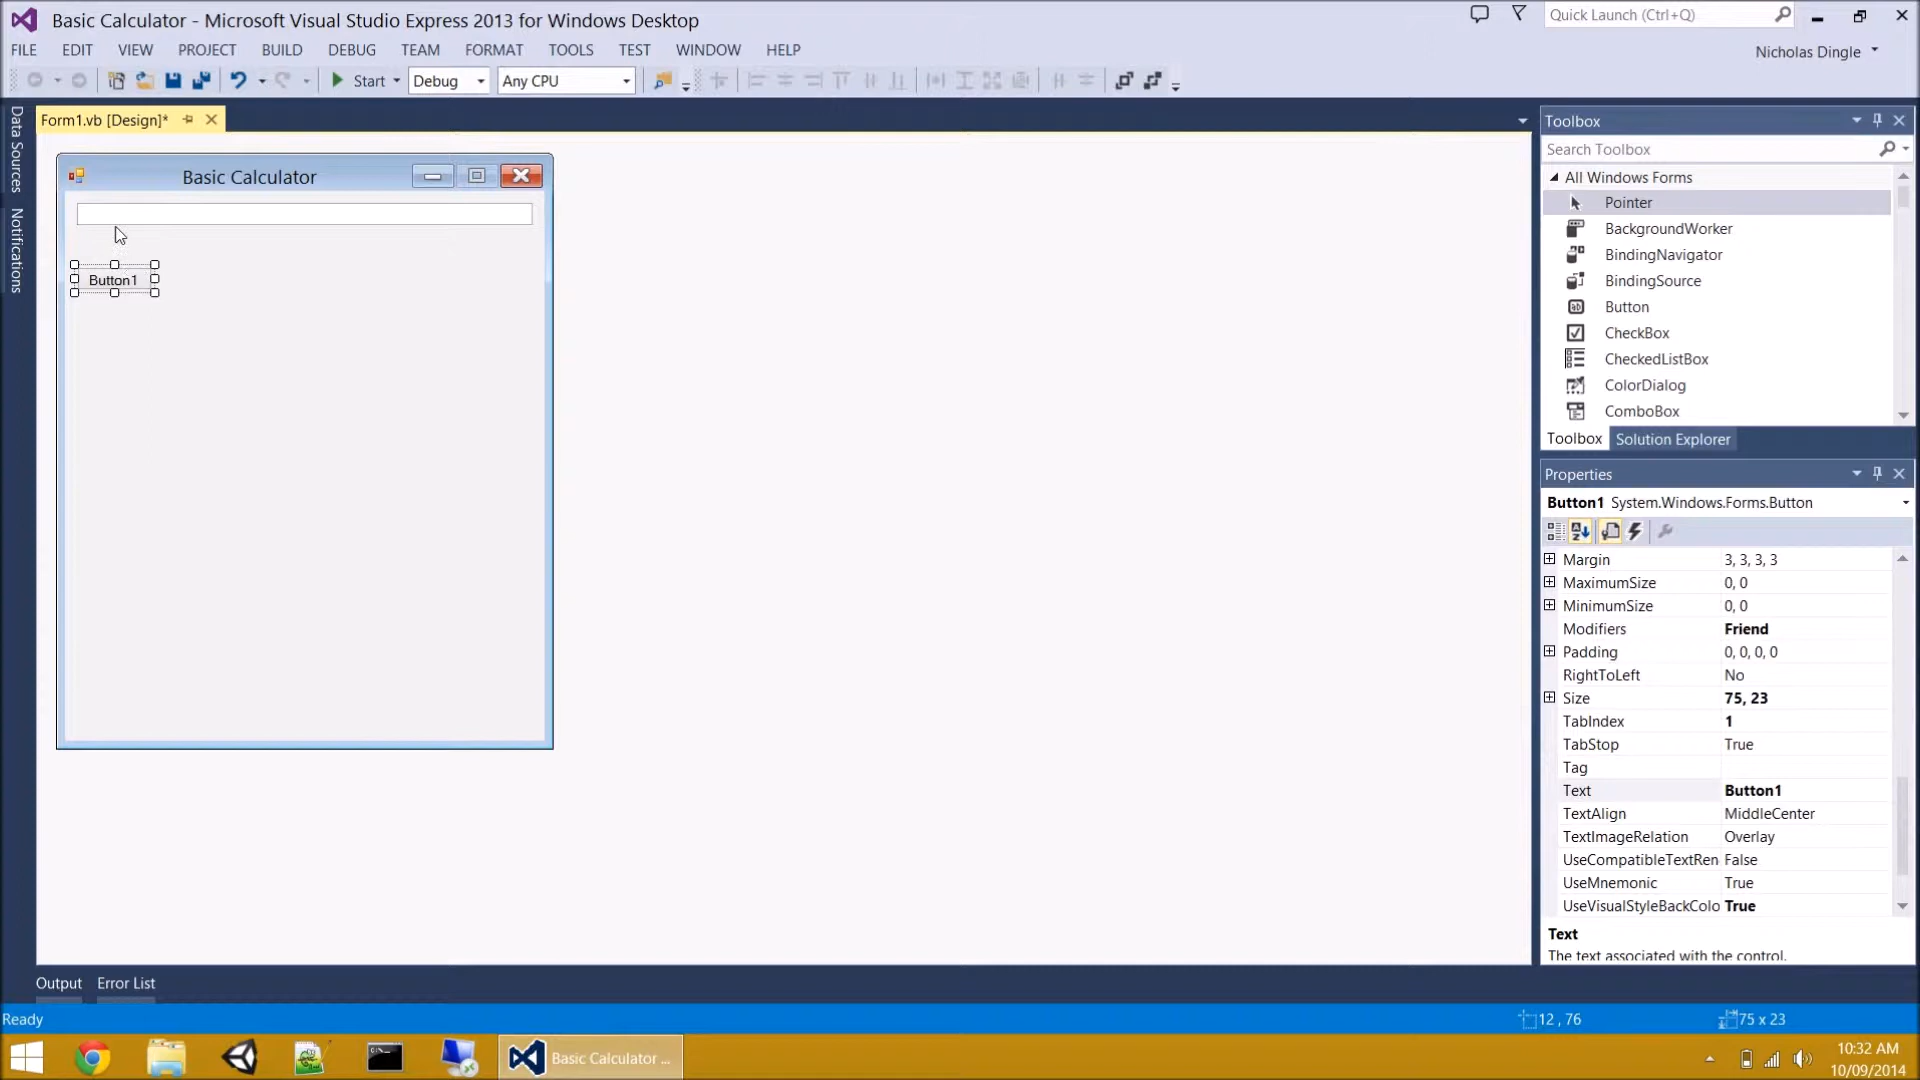 Basic Calculator - Microsoft Visual Studio Express 2013 for Windows Desktop
Quick Launch (Ctrl+Q)
FILE EDIT VIEW PROJECT BUILD DEBUG TEAM FORMAT TOOLS TEST WINDOW HELP
Nicholas Dingle
Start Debug Any CPU
Data Sources
Notifications
Form1.vb [Design]*
Basic Calculator
Button1
Toolbox
Search Toolbox
All Windows Forms
Pointer
BackgroundWorker
BindingNavigator
BindingSource
Button
CheckBox
CheckedListBox
ColorDialog
ComboBox
Toolbox Solution Explorer
Properties
Button1 System.Windows.Forms.Button
Margin 3, 3, 3, 3
MaximumSize 0, 0
MinimumSize 0, 0
Modifiers Friend
Padding 0, 0, 0, 0
RightToLeft No
Size 75, 23
TabIndex 1
TabStop True
Tag
Text Button1
TextAlign MiddleCenter
TextImageRelation Overlay
UseCompatibleTextRen False
UseMnemonic True
UseVisualStyleBackColo True
Text
The text associated with the control.
Output Error List
Ready
12 , 76
75 x 23
Basic Calculator ...
10:32 AM
10/09/2014